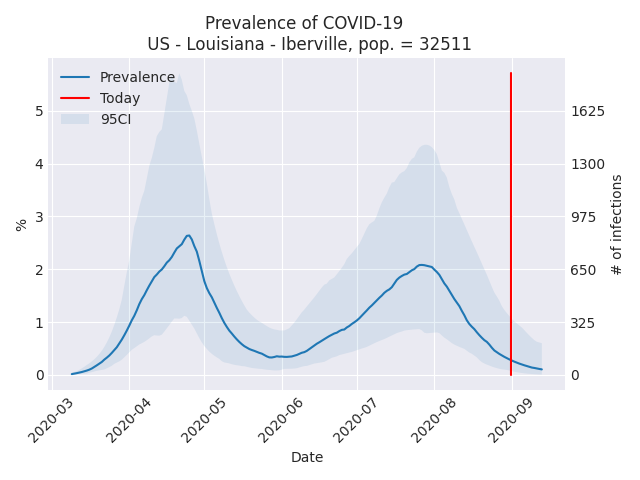 Prevalence of COVID-19
US - Louisiana - Iberville, pop. = 32511
Prevalence
Today
95CI
5
4
3
2
1
0
%
1625
1300
975
650
325
0
# of infections
2020-03
2020-04
2020-05
2020-06
2020-07
2020-08
2020-09
Date